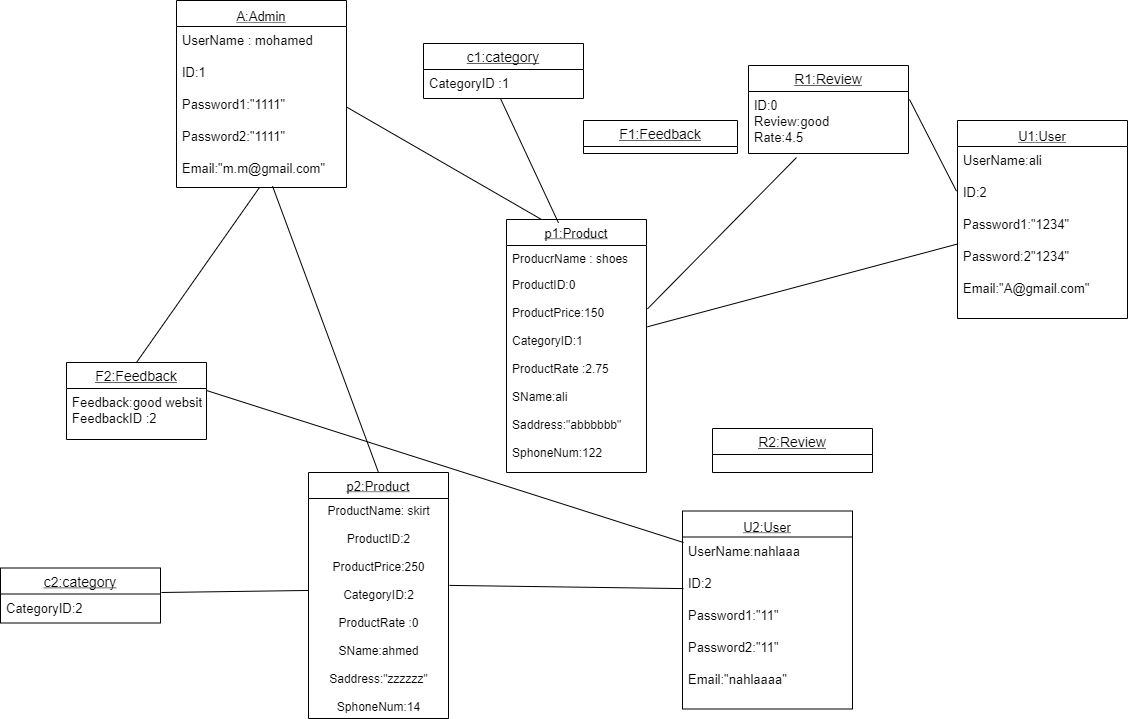 A:Admin
UserName : mohamed
ID:1
Password1:"1111"
Password2:"1111"
Email:"m.m@gmail.com"
c1:category
CategoryID :1
F1:Feedback
R1:Review
ID:0
Review:good
Rate:4.5
U1:User
UserName:ali
ID:2
Password1:"1234"
Password:2"1234"
Email:"A@gmail.com"
p1:Product
ProducrName : shoes
ProductID:0
ProductPrice:150
CategoryID:1
ProductRate :2.75
SName:ali
Saddress:"abbbbbb"
SphoneNum:122
F2:Feedback
Feedback:good websit
FeedbackID :2
R2:Review
p2:Product
ProductName: skirt
ProductID:2
ProductPrice:250
CategoryID:2
ProductRate :0
SName:ahmed
Saddress:"zzzzzz"
SphoneNum:14
U2:User
UserName:nahlaaa
ID:2
Password1:"11"
Password2:"11"
Email:"nahlaaaa"
c2:category
CategoryID:2